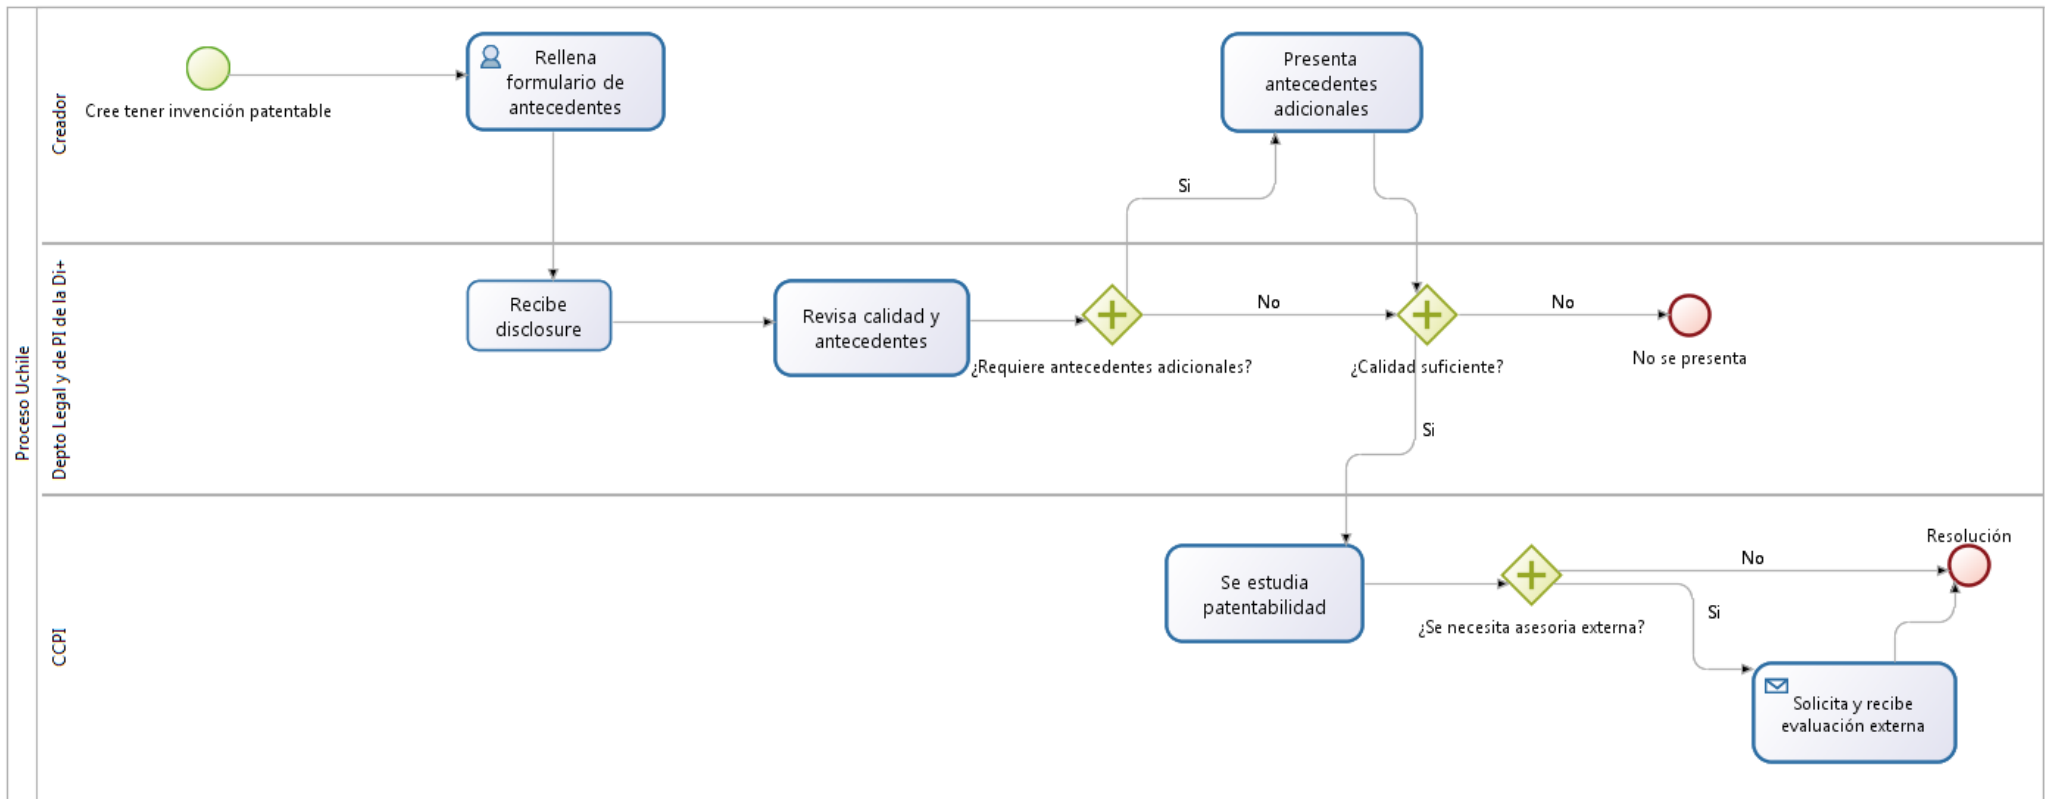 Proceso Uchile
Creador
Cree tener invención patentable
Rellena
formulario de
antecedentes
Presenta
antecedentes
adicionales
Si
Depto Legal y de PI de la Di+
Recibe
disclosure
Revisa calidad y
antecedentes
¿Requiere antecedentes adicionales?
No
¿Calidad suficiente?
No
No se presenta
Si
CCPI
Se estudia
patentabilidad
¿Se necesita asesoria externa?
No
Si
Resolución
Solicita y recibe
evaluación externa